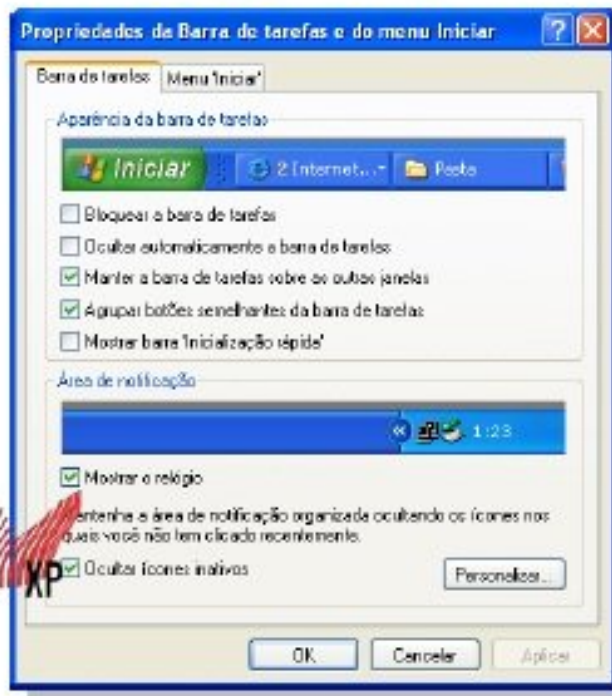 Propriedades da Barra de tarefas e do menu Iniciar
Barra de tarefas
Menu 'Iniciar'
Aparência da barra de tarefas
Iniciar
2 Internet...
Pasta
Bloquear a barra de tarefas
Ocultar automaticamente a barra de tarefas
Manter a barra de tarefas sobre as outras janelas
Agrupar botões semelhantes da barra de tarefas
Mostrar barra 'Inicialização rápida'
Área de notificação
1:23
Mostrar o relógio
antenha a área de notificação organizada ocultando os ícones nos
quais você não tem clicado recentemente.
XP
Ocultar ícones inativos
Personalizar...
OK
Cancelar
Aplicar